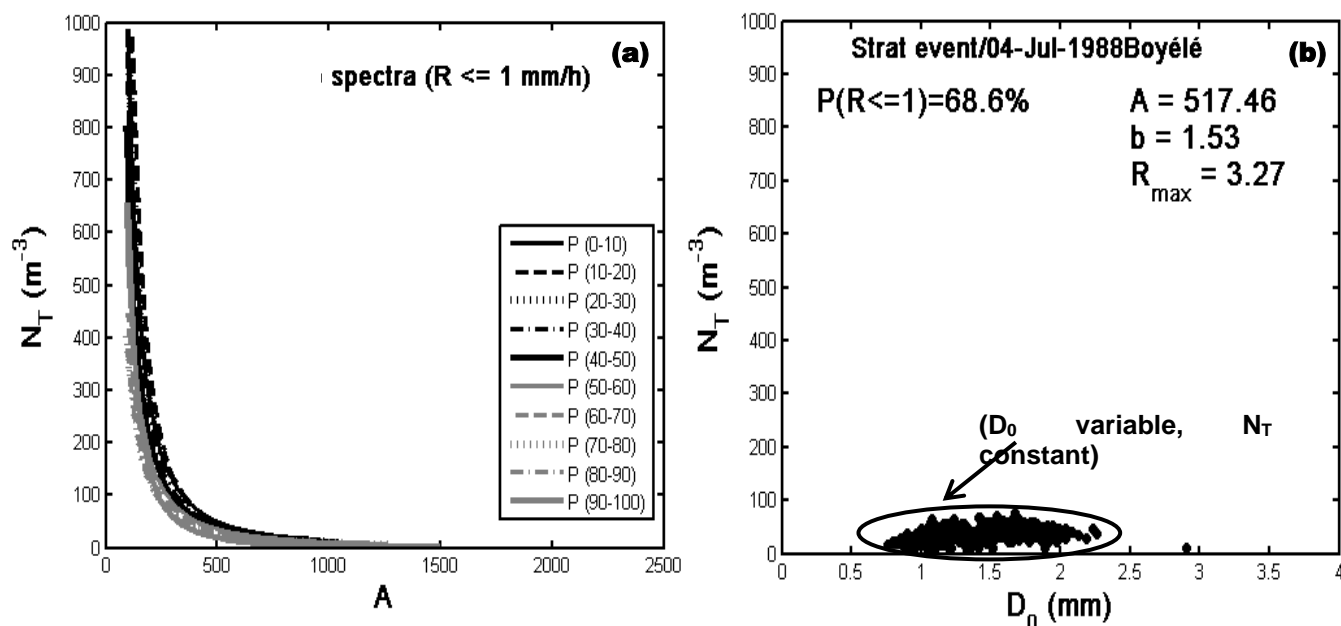 (a)
spectra (R <= 1 mm/h)
1000
900
800
700
600
500
400
300
200
100
0
N_T (m^-3)
P (0-10)
P (10-20)
P (20-30)
P (30-40)
P (40-50)
P (50-60)
P (60-70)
P (70-80)
P (80-90)
P (90-100)
0
500
1000
1500
2000
2500
A
(b)
Strat event/04-Jul-1988Boyélé
P(R<=1)=68.6%
A = 517.46
b = 1.53
R_max = 3.27
1000
900
800
700
600
500
400
300
200
100
0
N_T (m^-3)
(D₀ variable, N_T
constant)
0
0.5
1
1.5
2
2.5
3
3.5
4
D₀ (mm)